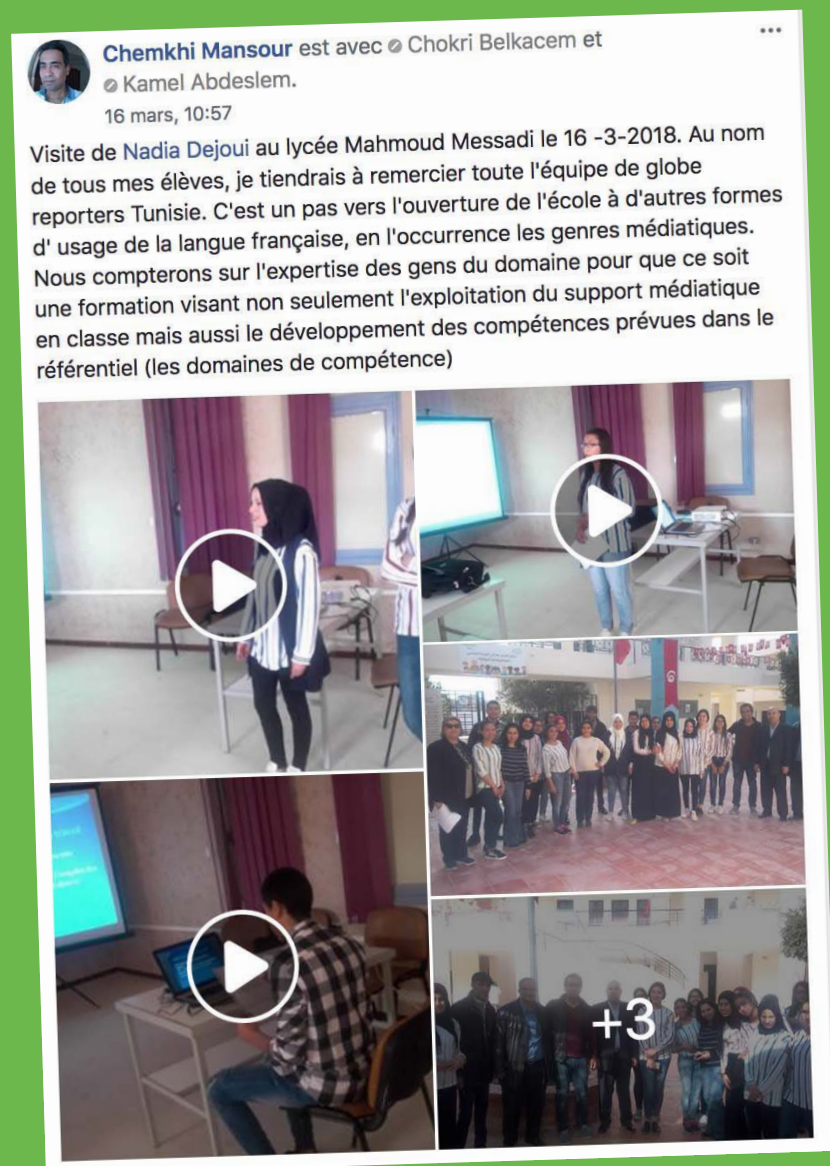 Chemkhi Mansour est avec Chokri Belkacem et
Kamel Abdeslem.
16 mars, 10:57
Visite de Nadia Dejoui au lycée Mahmoud Messadi le 16 -3-2018. Au nom
de tous mes élèves, je tiendrais à remercier toute l'équipe de globe
reporters Tunisie. C'est un pas vers l'ouverture de l'école à d'autres formes
d' usage de la langue française, en l'occurrence les genres médiatiques.
Nous compterons sur l'expertise des gens du domaine pour que ce soit
une formation visant non seulement l'exploitation du support médiatique
en classe mais aussi le développement des compétences prévues dans le
référentiel (les domaines de compétence)
+3